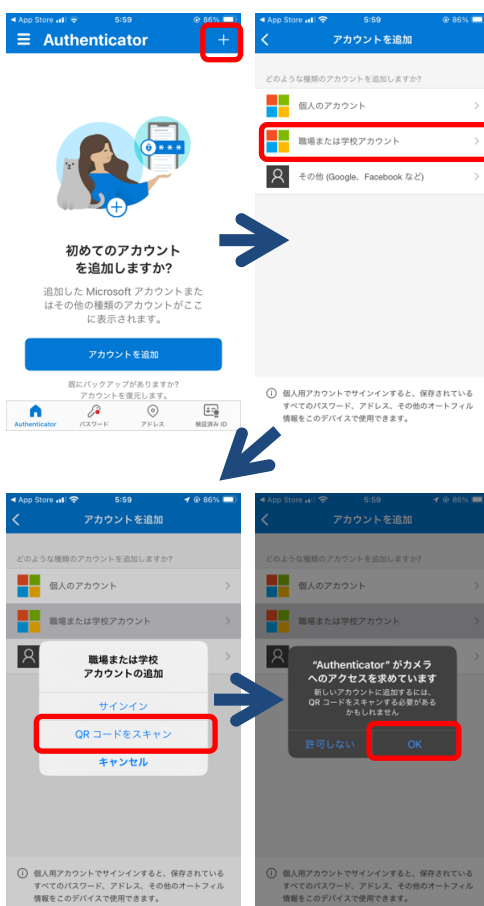 App Store 5:59 86%
Authenticator
初めてのアカウント
を追加しますか?
追加した Microsoft アカウントまた
はその他の種類のアカウントがここ
に表示されます。
アカウントを追加
既にバックアップがありますか?
アカウントを復元します。
Authenticator パスワード アドレス 検証済み ID
App Store 5:59 86%
アカウントを追加
どのような種類のアカウントを追加しますか?
個人のアカウント
職場または学校アカウント
その他 (Google、Facebook など)
個人用アカウントでサインインすると、保存されている
すべてのパスワード、アドレス、その他のオートフィル
情報をこのデバイスで使用できます。
App Store 5:59 86%
アカウントを追加
どのような種類のアカウントを追加しますか?
個人のアカウント
職場または学校アカウント
職場または学校
アカウントの追加
サインイン
QR コードをスキャン
キャンセル
個人用アカウントでサインインすると、保存されている
すべてのパスワード、アドレス、その他のオートフィル
情報をこのデバイスで使用できます。
App Store 5:59 86%
アカウントを追加
どのような種類のアカウントを追加しますか?
個人のアカウント
職場または学校アカウント
"Authenticator" がカメラ
へのアクセスを求めています
新しいアカウントに追加するには、
QR コードをスキャンする必要がある
かもしれません
許可しない OK
個人用アカウントでサインインすると、保存されている
すべてのパスワード、アドレス、その他のオートフィル
情報をこのデバイスで使用できます。